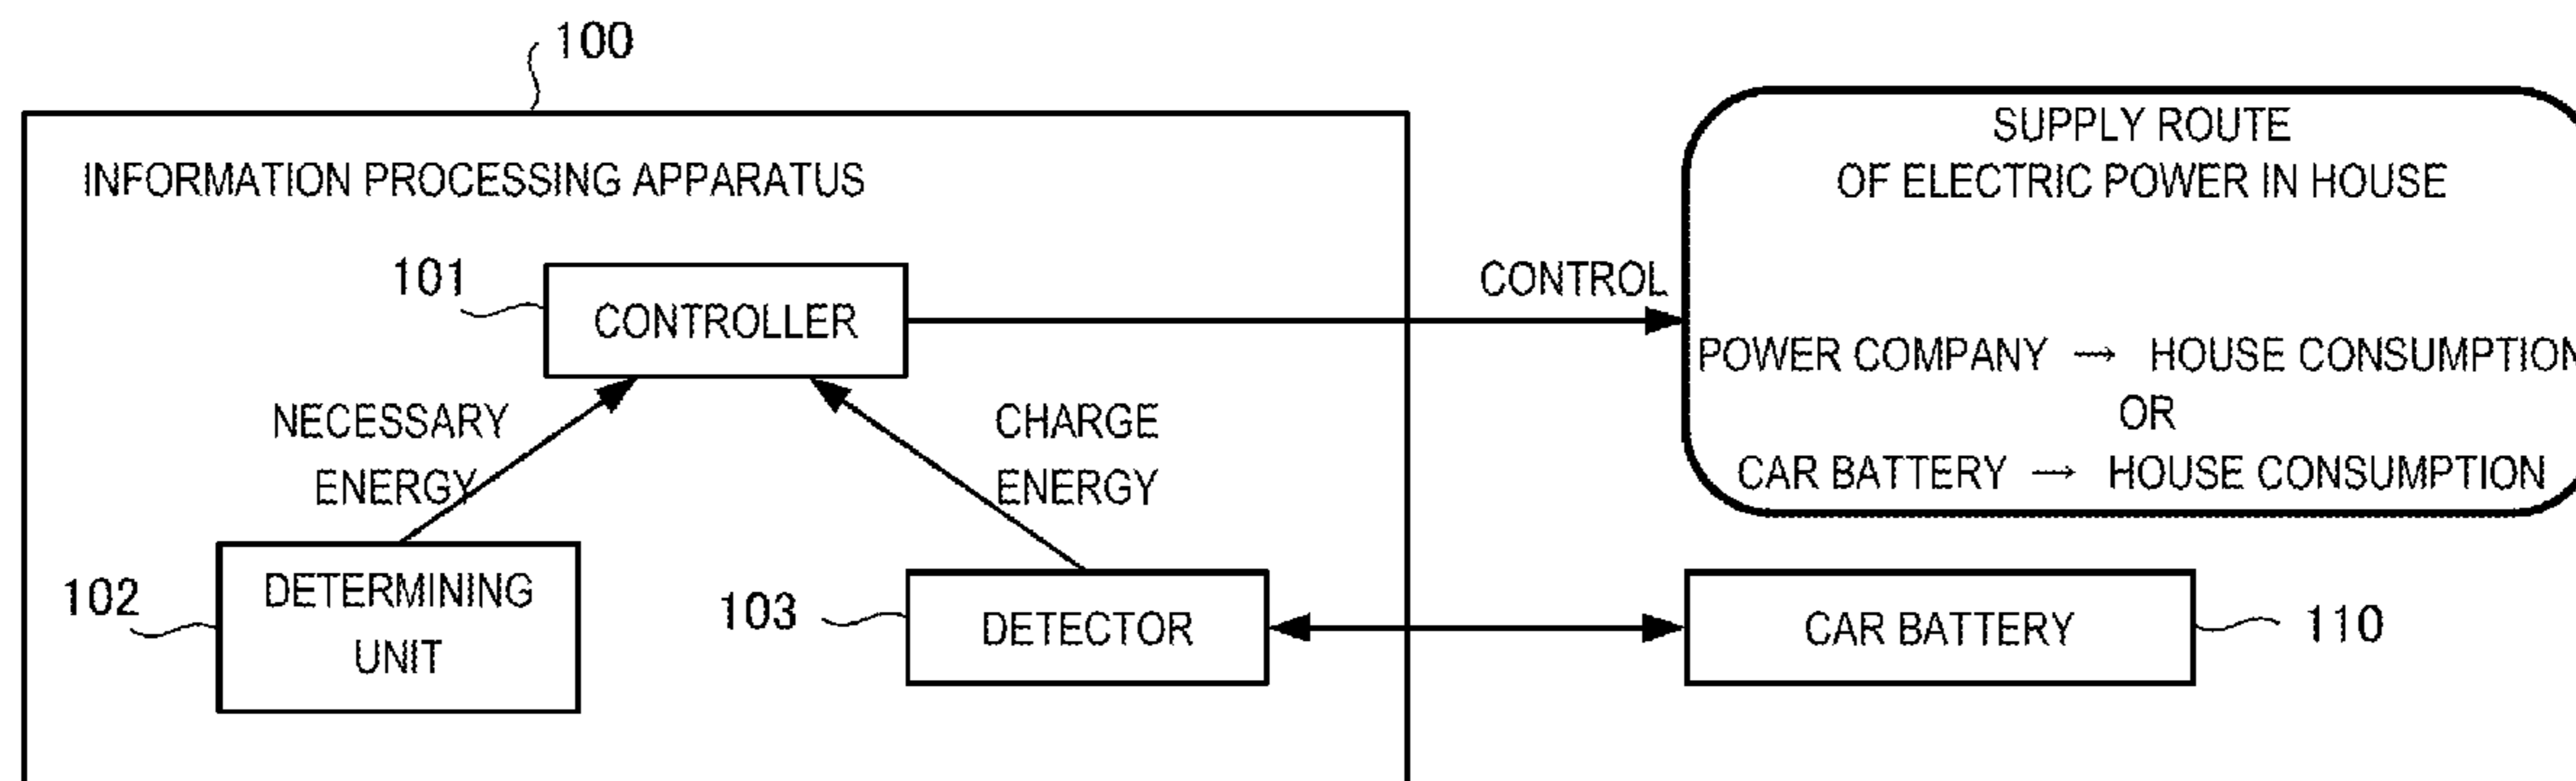 100
INFORMATION PROCESSING APPARATUS
SUPPLY ROUTE
OF ELECTRIC POWER IN HOUSE
101
CONTROLLER
CONTROL
POWER COMPANY → HOUSE CONSUMPTION
OR
CAR BATTERY → HOUSE CONSUMPTION
NECESSARY
ENERGY
CHARGE
ENERGY
102
DETERMINING
UNIT
103
DETECTOR
CAR BATTERY
110